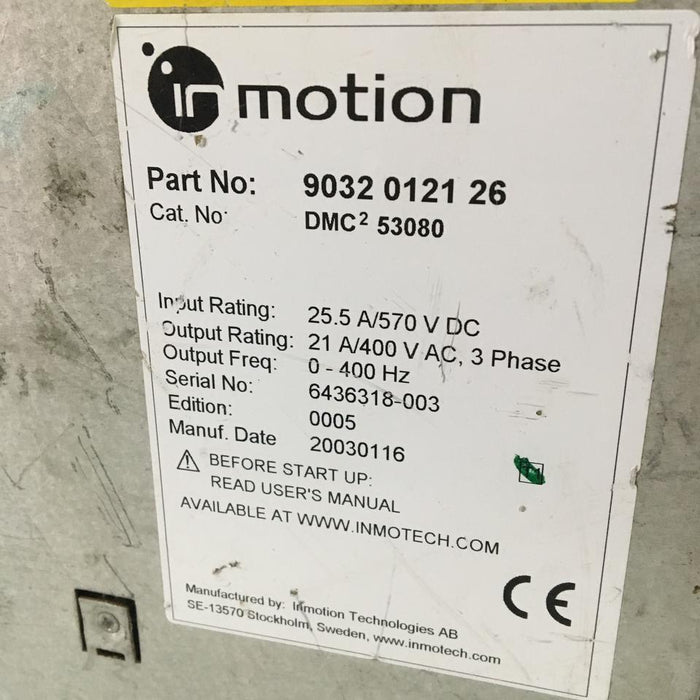 in motion
Part No: 9032 0121 26
Cat. No: DMC² 53080
Input Rating: 25.5 A/570 V DC
Output Rating: 21 A/400 V AC, 3 Phase
Output Freq: 0 - 400 Hz
Serial No: 6436318-003
Edition: 0005
Manuf. Date 20030116
BEFORE START UP:
READ USER'S MANUAL
AVAILABLE AT WWW.INMOTECH.COM
CE
Manufactured by: Inmotion Technologies AB
SE-13570 Stockholm, Sweden, www.inmotech.com